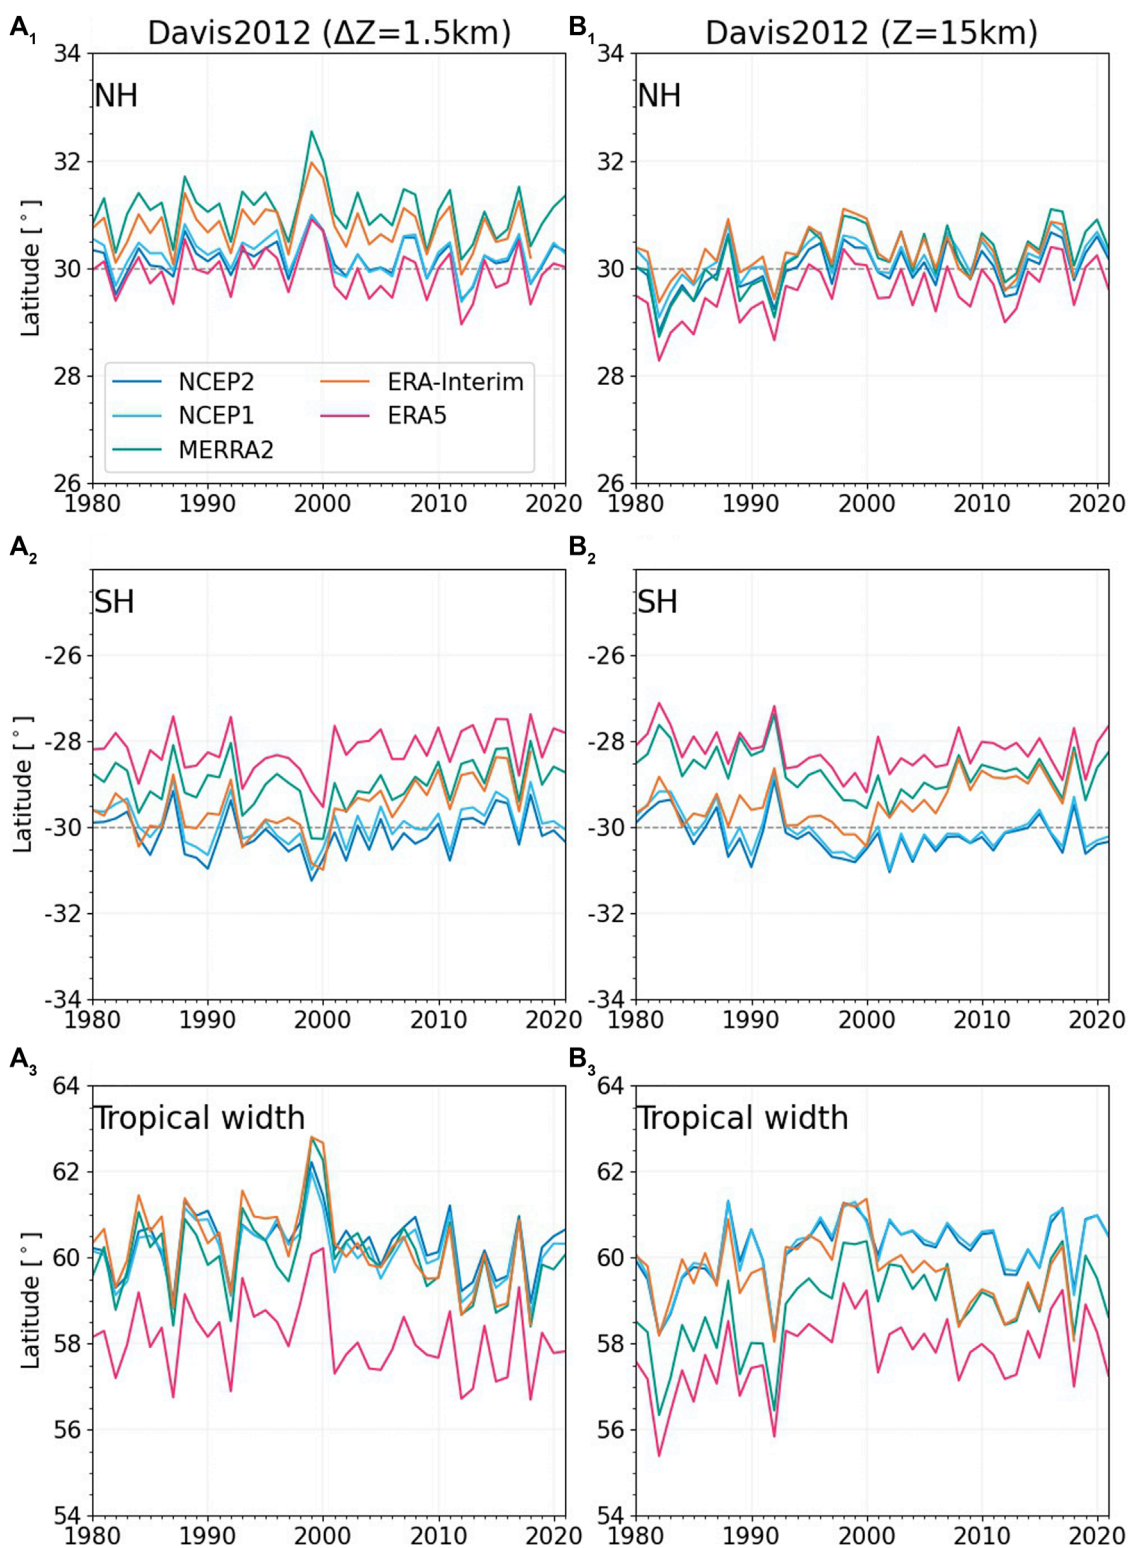 A1
Davis2012 (ΔZ=1.5km)
B1
Davis2012 (Z=15km)
34
NH
32
30
28
26
Latitude [°]
NCEP2
NCEP1
MERRA2
ERA-Interim
ERA5
1980 1990 2000 2010 2020
34
NH
32
30
28
26
1980 1990 2000 2010 2020
A2
SH
-26
-28
-30
-32
-34
Latitude [°]
1980 1990 2000 2010 2020
B2
SH
-26
-28
-30
-32
-34
1980 1990 2000 2010 2020
A3
64
Tropical width
62
60
58
56
54
Latitude [°]
1980 1990 2000 2010 2020
B3
64
Tropical width
62
60
58
56
54
1980 1990 2000 2010 2020